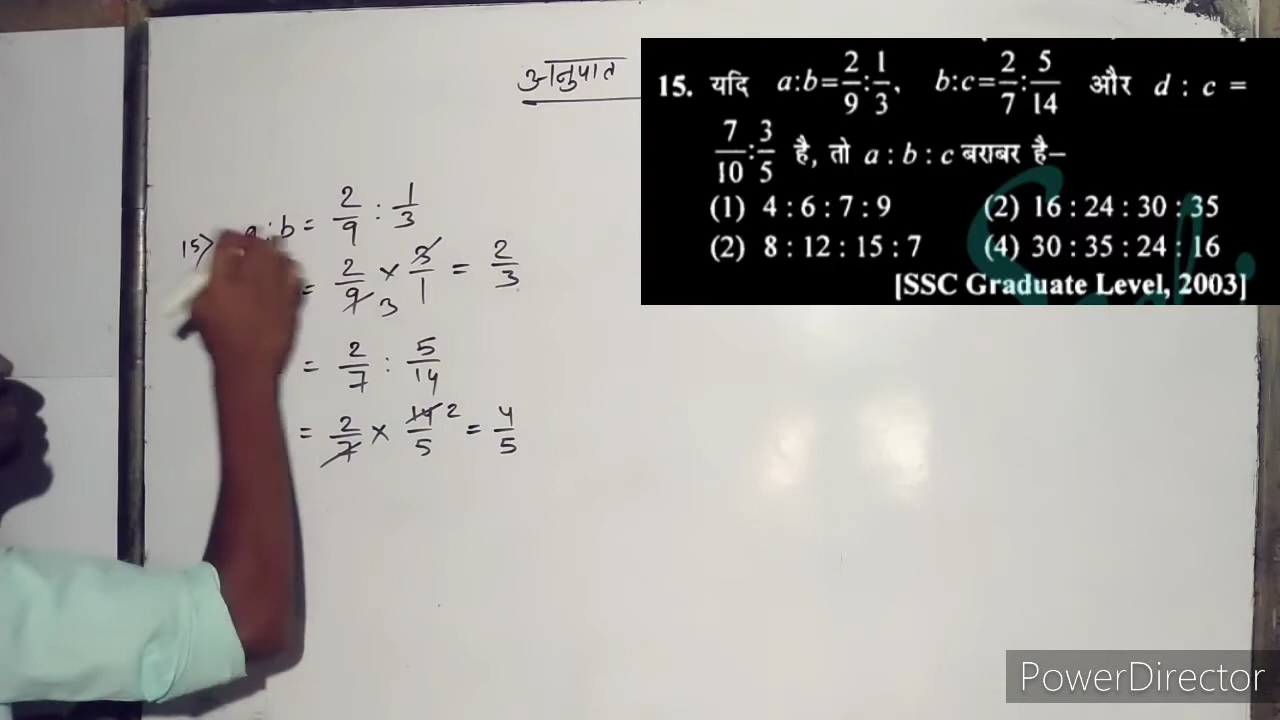 अनुपात
15. यदि a:b=2/9:1/3, b:c=2/7:5/14 और d : c =
7/10:3/5 है, तो a : b : c बराबर है–
(1) 4 : 6 : 7 : 9 (2) 16 : 24 : 30 : 35
(2) 8 : 12 : 15 : 7 (4) 30 : 35 : 24 : 16
[SSC Graduate Level, 2003]
15> a:b = 2/9 : 1/3
= 2/9 3 × 3/1 = 2/3
= 2/7 : 5/14
= 2/7 × 14/5 2 = 4/5
PowerDirector